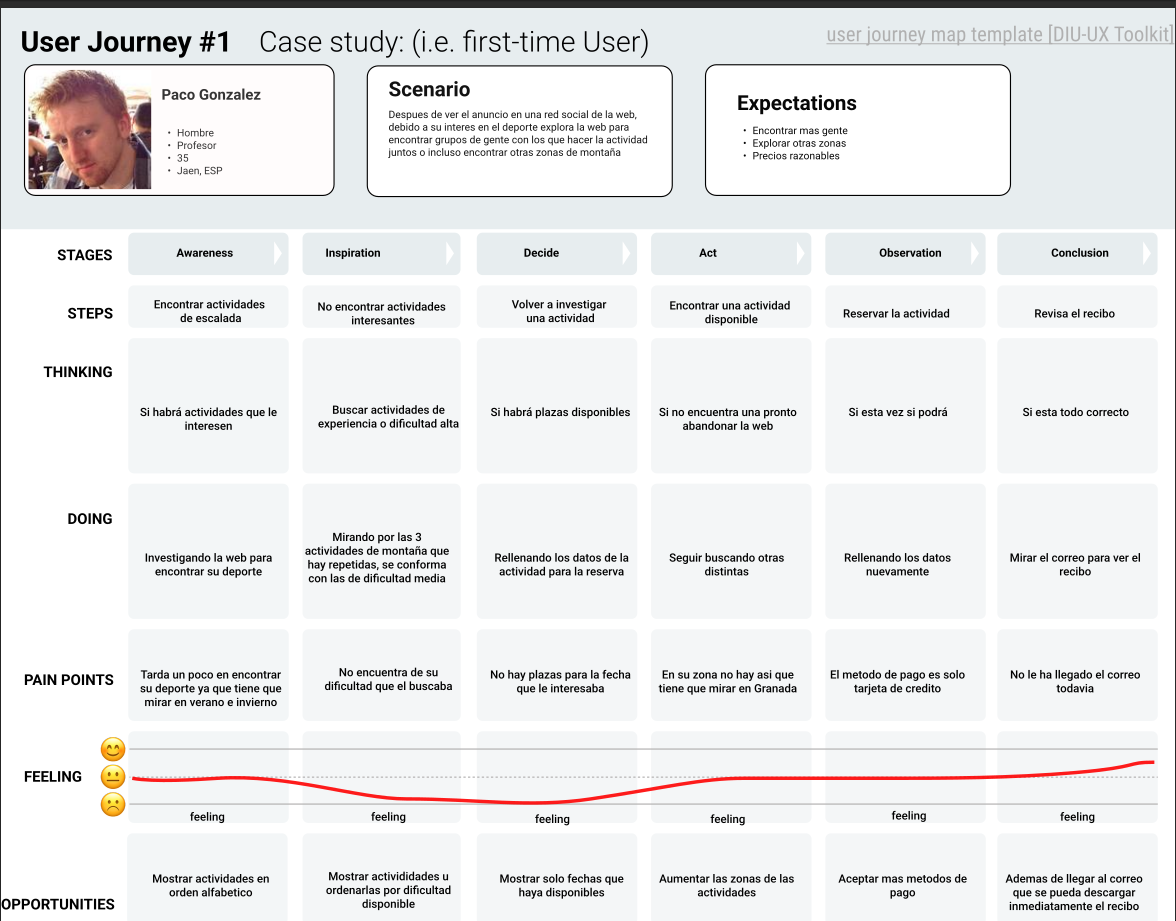 User Journey #1 Case study: (i.e. first-time User)
user journey map template [DIU-UX Toolkit]
Paco Gonzalez
• Hombre
• Profesor
• 35
• Jaen, ESP
Scenario
Despues de ver el anuncio en una red social de la web,
debido a su interes en el deporte explora la web para
encontrar grupos de gente con los que hacer la actividad
juntos o incluso encontrar otras zonas de montaña
Expectations
• Encontrar mas gente
• Explorar otras zonas
• Precios razonables
STAGES
Awareness
Inspiration
Decide
Act
Observation
Conclusion
STEPS
Encontrar actividades
de escalada
No encontrar actividades
interesantes
Volver a investigar
una actividad
Encontrar una actividad
disponible
Reservar la actividad
Revisa el recibo
THINKING
Si habrá actividades que le
interesen
Buscar actividades de
experiencia o dificultad alta
Si habrá plazas disponibles
Si no encuentra una pronto
abandonar la web
Si esta vez si podrá
Si esta todo correcto
DOING
Investigando la web para
encontrar su deporte
Mirando por las 3
actividades de montaña que
hay repetidas, se conforma
con las de dificultad media
Rellenando los datos de la
actividad para la reserva
Seguir buscando otras
distintas
Rellenando los datos
nuevamente
Mirar el correo para ver el
recibo
PAIN POINTS
Tarda un poco en encontrar
su deporte ya que tiene que
mirar en verano e invierno
No encuentra de su
dificultad que el buscaba
No hay plazas para la fecha
que le interesaba
En su zona no hay asi que
tiene que mirar en Granada
El metodo de pago es solo
tarjeta de credito
No le ha llegado el correo
todavia
FEELING
feeling
feeling
feeling
feeling
feeling
feeling
OPPORTUNITIES
Mostrar actividades en
orden alfabetico
Mostrar activididades u
ordenarlas por dificultad
disponible
Mostrar solo fechas que
haya disponibles
Aumentar las zonas de las
actividades
Aceptar mas metodos de
pago
Ademas de llegar al correo
que se pueda descargar
inmediatamente el recibo